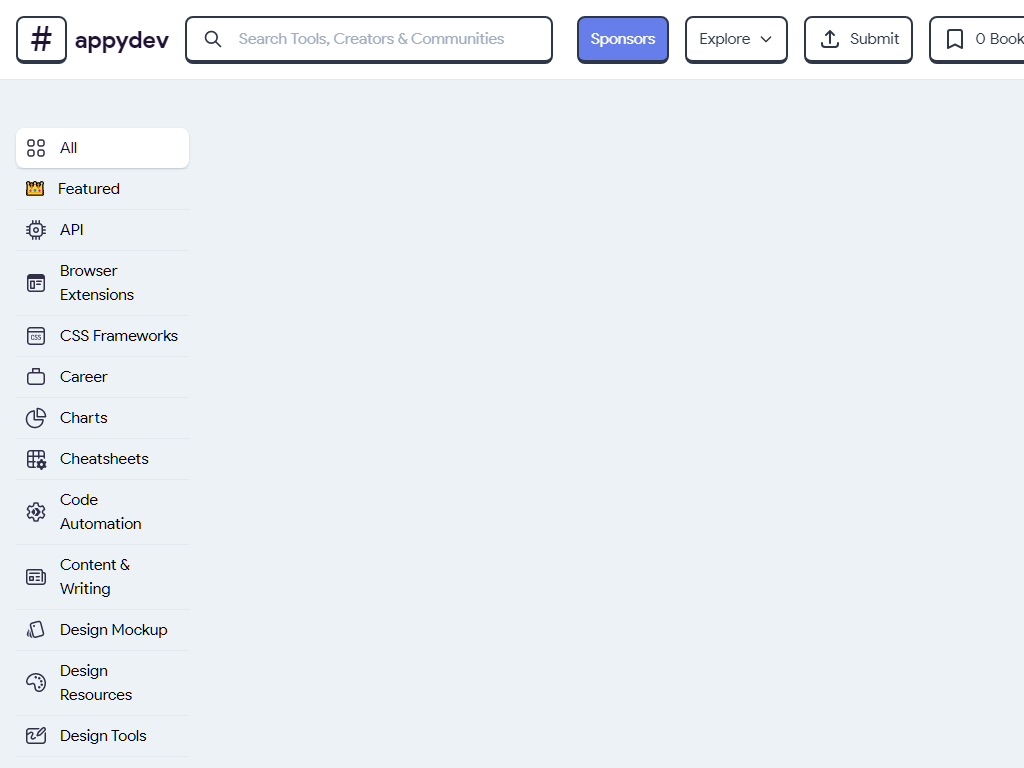 # appydev
Search Tools, Creators & Communities
Sponsors
Explore
Submit
0 Book
All
Featured
API
Browser
Extensions
CSS
CSS Frameworks
Career
Charts
Cheatsheets
Code
Automation
Content &
Writing
Design Mockup
Design
Resources
Design Tools